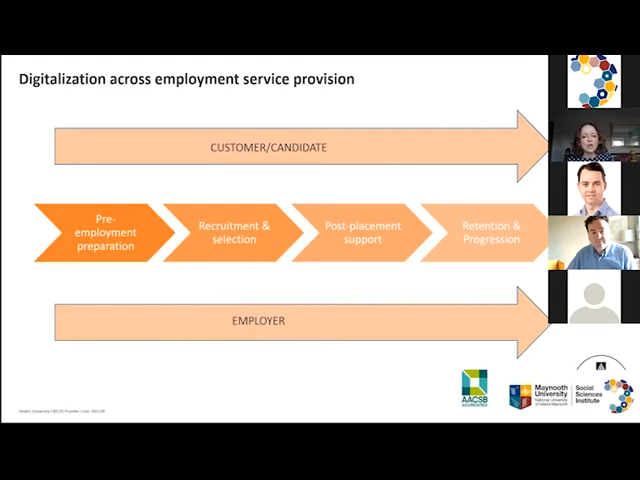 Digitalization across employment service provision
CUSTOMER/CANDIDATE
Pre-
employment
preparation
Recruitment &
selection
Post-placement
support
Retention &
Progression
EMPLOYER
AACSB
ACCREDITED
Maynooth
University
National University
of Ireland Maynooth
Social
Sciences
Institute